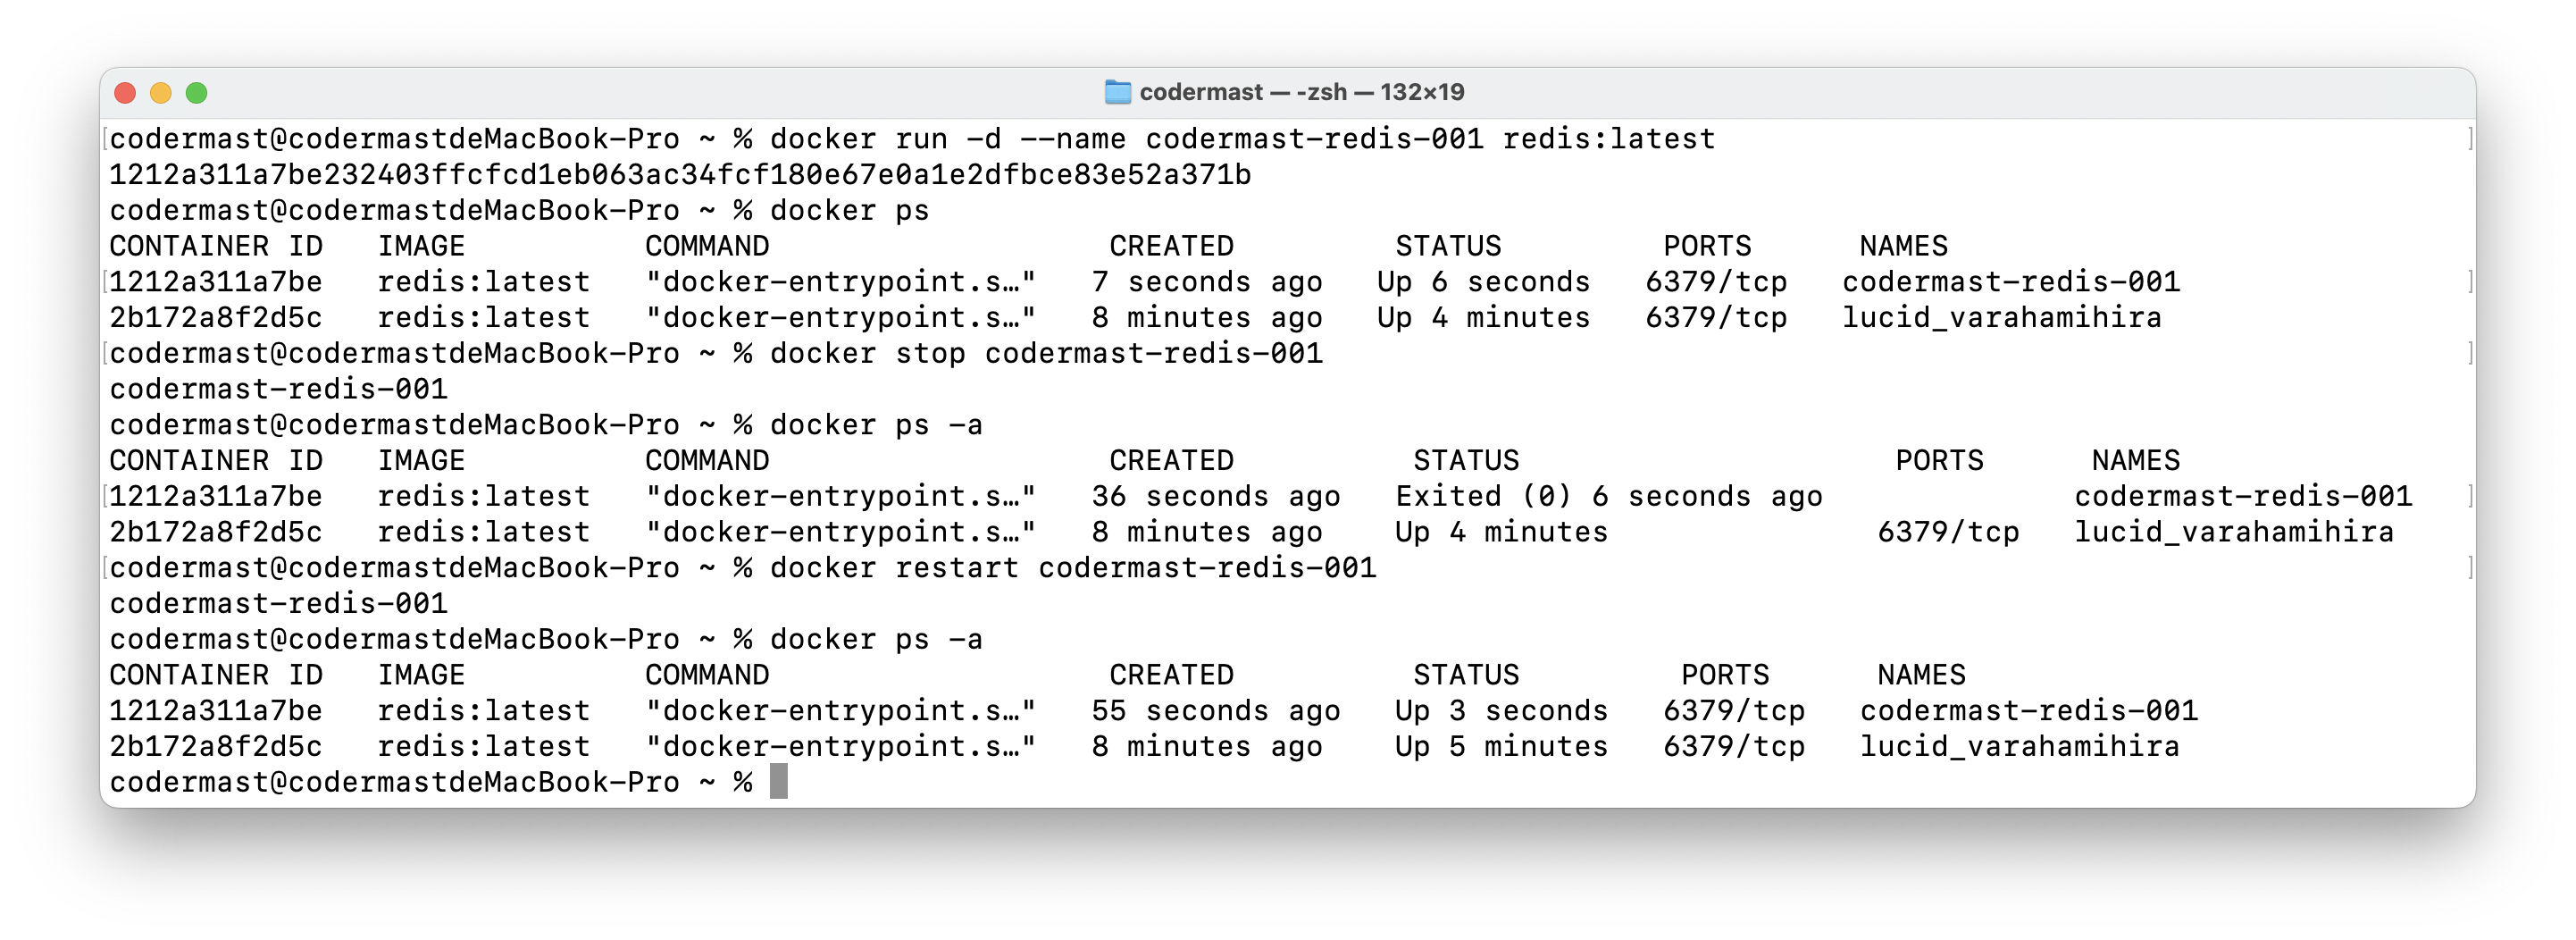 codermast — -zsh — 132×19
codermast@codermastdeMacBook-Pro ~ % docker run -d --name codermast-redis-001 redis:latest
1212a311a7be232403ffcfcd1eb063ac34fcf180e67e0a1e2dfbce83e52a371b
codermast@codermastdeMacBook-Pro ~ % docker ps
CONTAINER ID   IMAGE          COMMAND                   CREATED         STATUS         PORTS      NAMES
1212a311a7be   redis:latest   "docker-entrypoint.s…"   7 seconds ago   Up 6 seconds   6379/tcp   codermast-redis-001
2b172a8f2d5c   redis:latest   "docker-entrypoint.s…"   8 minutes ago   Up 4 minutes   6379/tcp   lucid_varahamihira
codermast@codermastdeMacBook-Pro ~ % docker stop codermast-redis-001
codermast-redis-001
codermast@codermastdeMacBook-Pro ~ % docker ps -a
CONTAINER ID   IMAGE          COMMAND                   CREATED          STATUS                     PORTS      NAMES
1212a311a7be   redis:latest   "docker-entrypoint.s…"   36 seconds ago   Exited (0) 6 seconds ago              codermast-redis-001
2b172a8f2d5c   redis:latest   "docker-entrypoint.s…"   8 minutes ago    Up 4 minutes               6379/tcp   lucid_varahamihira
codermast@codermastdeMacBook-Pro ~ % docker restart codermast-redis-001
codermast-redis-001
codermast@codermastdeMacBook-Pro ~ % docker ps -a
CONTAINER ID   IMAGE          COMMAND                   CREATED          STATUS         PORTS      NAMES
1212a311a7be   redis:latest   "docker-entrypoint.s…"   55 seconds ago   Up 3 seconds   6379/tcp   codermast-redis-001
2b172a8f2d5c   redis:latest   "docker-entrypoint.s…"   8 minutes ago    Up 5 minutes   6379/tcp   lucid_varahamihira
codermast@codermastdeMacBook-Pro ~ %